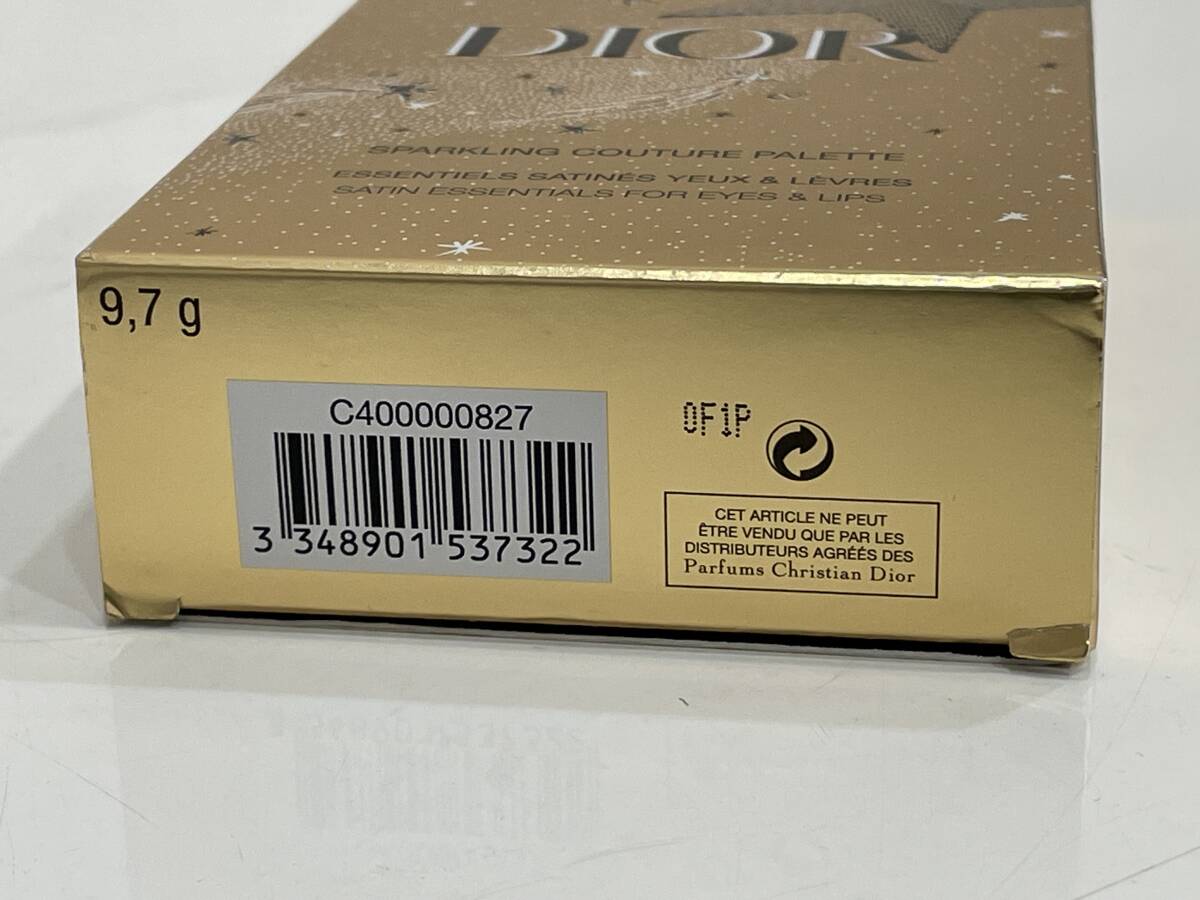 DIOR
SPARKLING COUTURE PALETTE
ESSENTIELS SATINÉS YEUX & LÈVRES
SATIN ESSENTIALS FOR EYES & LIPS
9,7 g
C400000827
3 348901 537322
0F1P
CET ARTICLE NE PEUT
ÊTRE VENDU QUE PAR LES
DISTRIBUTEURS AGRÉÉS DES
Parfums Christian Dior